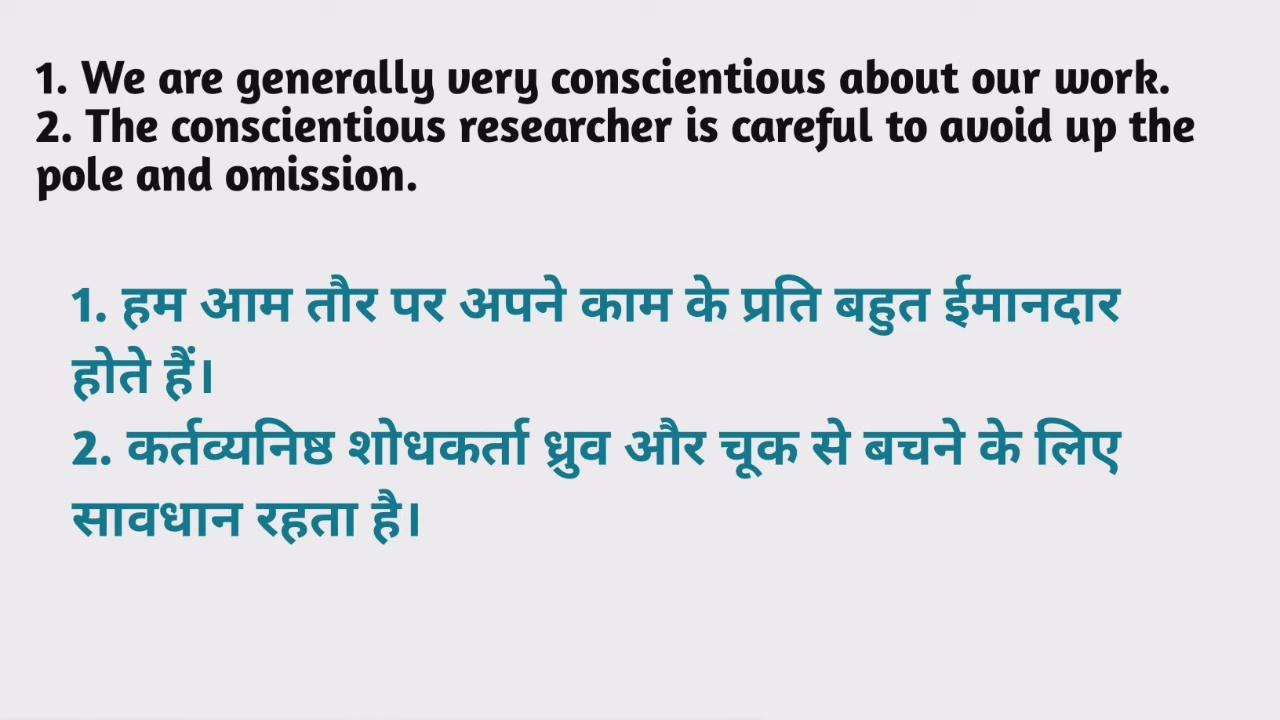 1. We are generally very conscientious about our work.
2. The conscientious researcher is careful to avoid up the
pole and omission.
1. हम आम तौर पर अपने काम के प्रति बहुत ईमानदार
होते हैं।
2. कर्तव्यनिष्ठ शोधकर्ता ध्रुव और चूक से बचने के लिए
सावधान रहता है।